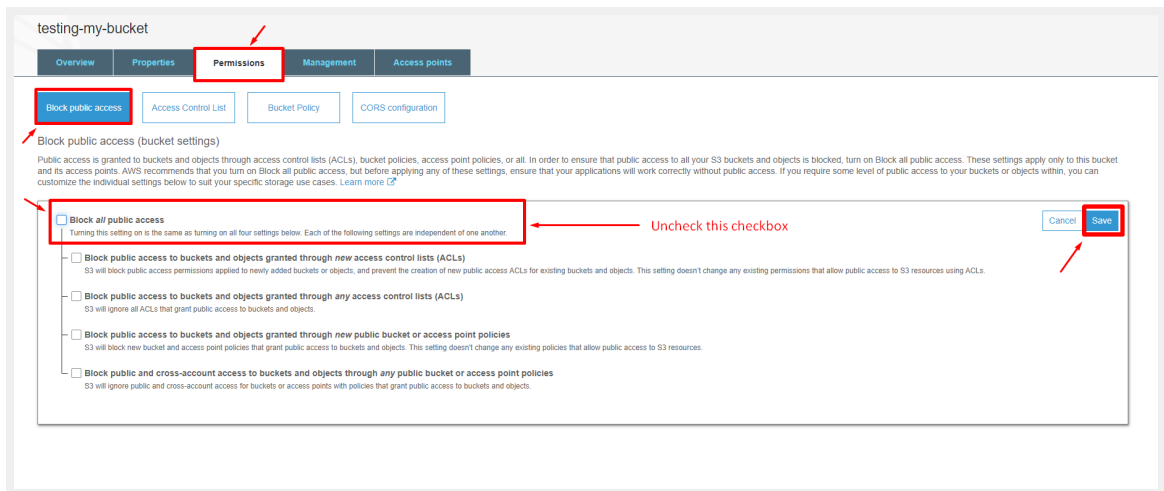 testing-my-bucket
Overview Properties Permissions Management Access points
Block public access Access Control List Bucket Policy CORS configuration
Block public access (bucket settings)
Public access is granted to buckets and objects through access control lists (ACLs), bucket policies, access point policies, or all. In order to ensure that public access to all your S3 buckets and objects is blocked, turn on Block all public access. These settings apply only to this bucket
and its access points. AWS recommends that you turn on Block all public access, but before applying any of these settings, ensure that your applications will work correctly without public access. If you require some level of public access to your buckets or objects within, you can
customize the individual settings below to suit your specific storage use cases. Learn more
Block all public access
Turning this setting on is the same as turning on all four settings below. Each of the following settings are independent of one another.
Uncheck this checkbox
Cancel Save
Block public access to buckets and objects granted through new access control lists (ACLs)
S3 will block public access permissions applied to newly added buckets or objects, and prevent the creation of new public access ACLs for existing buckets and objects. This setting doesn't change any existing permissions that allow public access to S3 resources using ACLs.
Block public access to buckets and objects granted through any access control lists (ACLs)
S3 will ignore all ACLs that grant public access to buckets and objects.
Block public access to buckets and objects granted through new public bucket or access point policies
S3 will block new bucket and access point policies that grant public access to buckets and objects. This setting doesn't change any existing policies that allow public access to S3 resources.
Block public and cross-account access to buckets and objects through any public bucket or access point policies
S3 will ignore public and cross-account access for buckets or access points with policies that grant public access to buckets and objects.